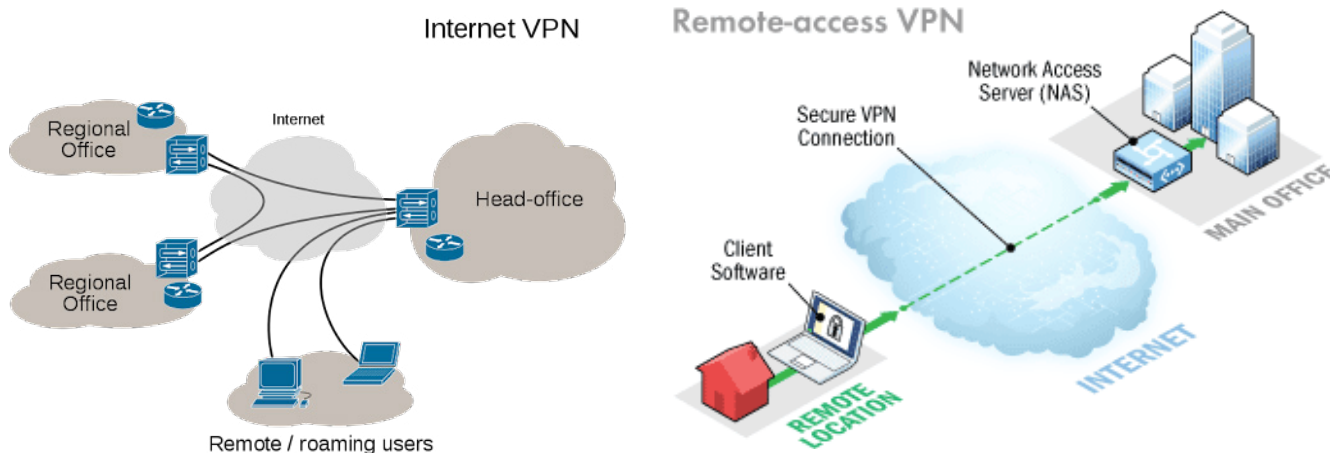 Internet VPN
Regional
Office
Internet
Head-office
Regional
Office
Remote / roaming users
Remote-access VPN
Network Access
Server (NAS)
Secure VPN
Connection
MAIN OFFICE
Client
Software
INTERNET
REMOTE
LOCATION